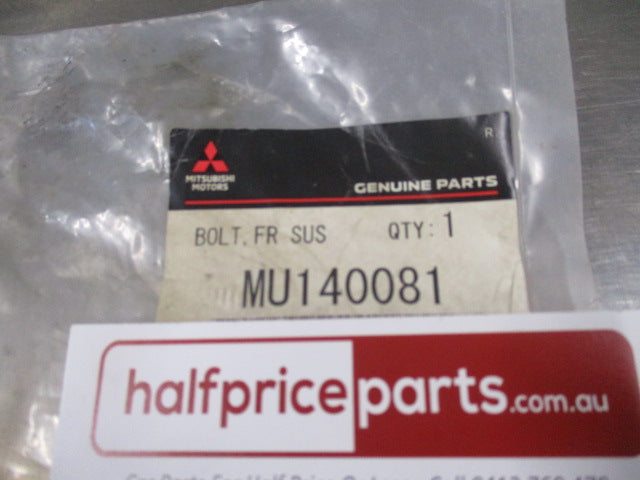 R
MITSUBISHI
MOTORS
GENUINE PARTS
BOLT, FR SUS QTY: 1
MU140081
halfpriceparts.com.au